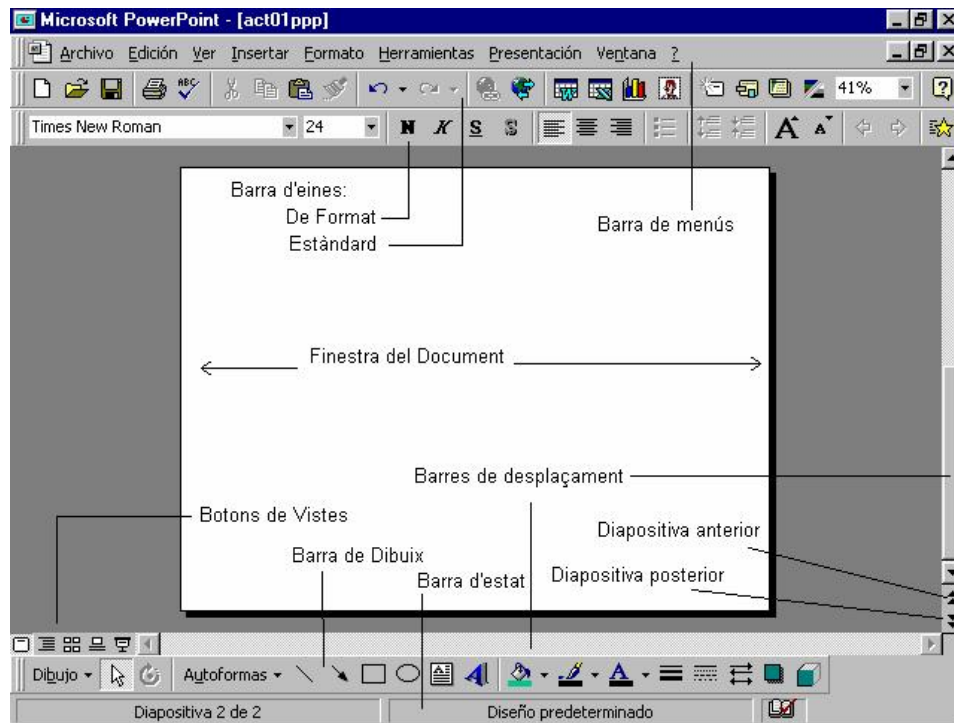 Microsoft PowerPoint - [act01ppp]
Archivo Edición Ver Insertar Formato Herramientas Presentación Ventana ?
ABC 41%
Times New Roman 24 N K S S A A
Barra d'eines:
De Format
Estàndard
Barra de menús
Finestra del Document
Barres de desplaçament
Botons de Vistes
Diapositiva anterior
Barra de Dibuix
Diapositiva posterior
Barra d'estat
Dibujo Autoformas A A
Diapositiva 2 de 2 Diseño predeterminado